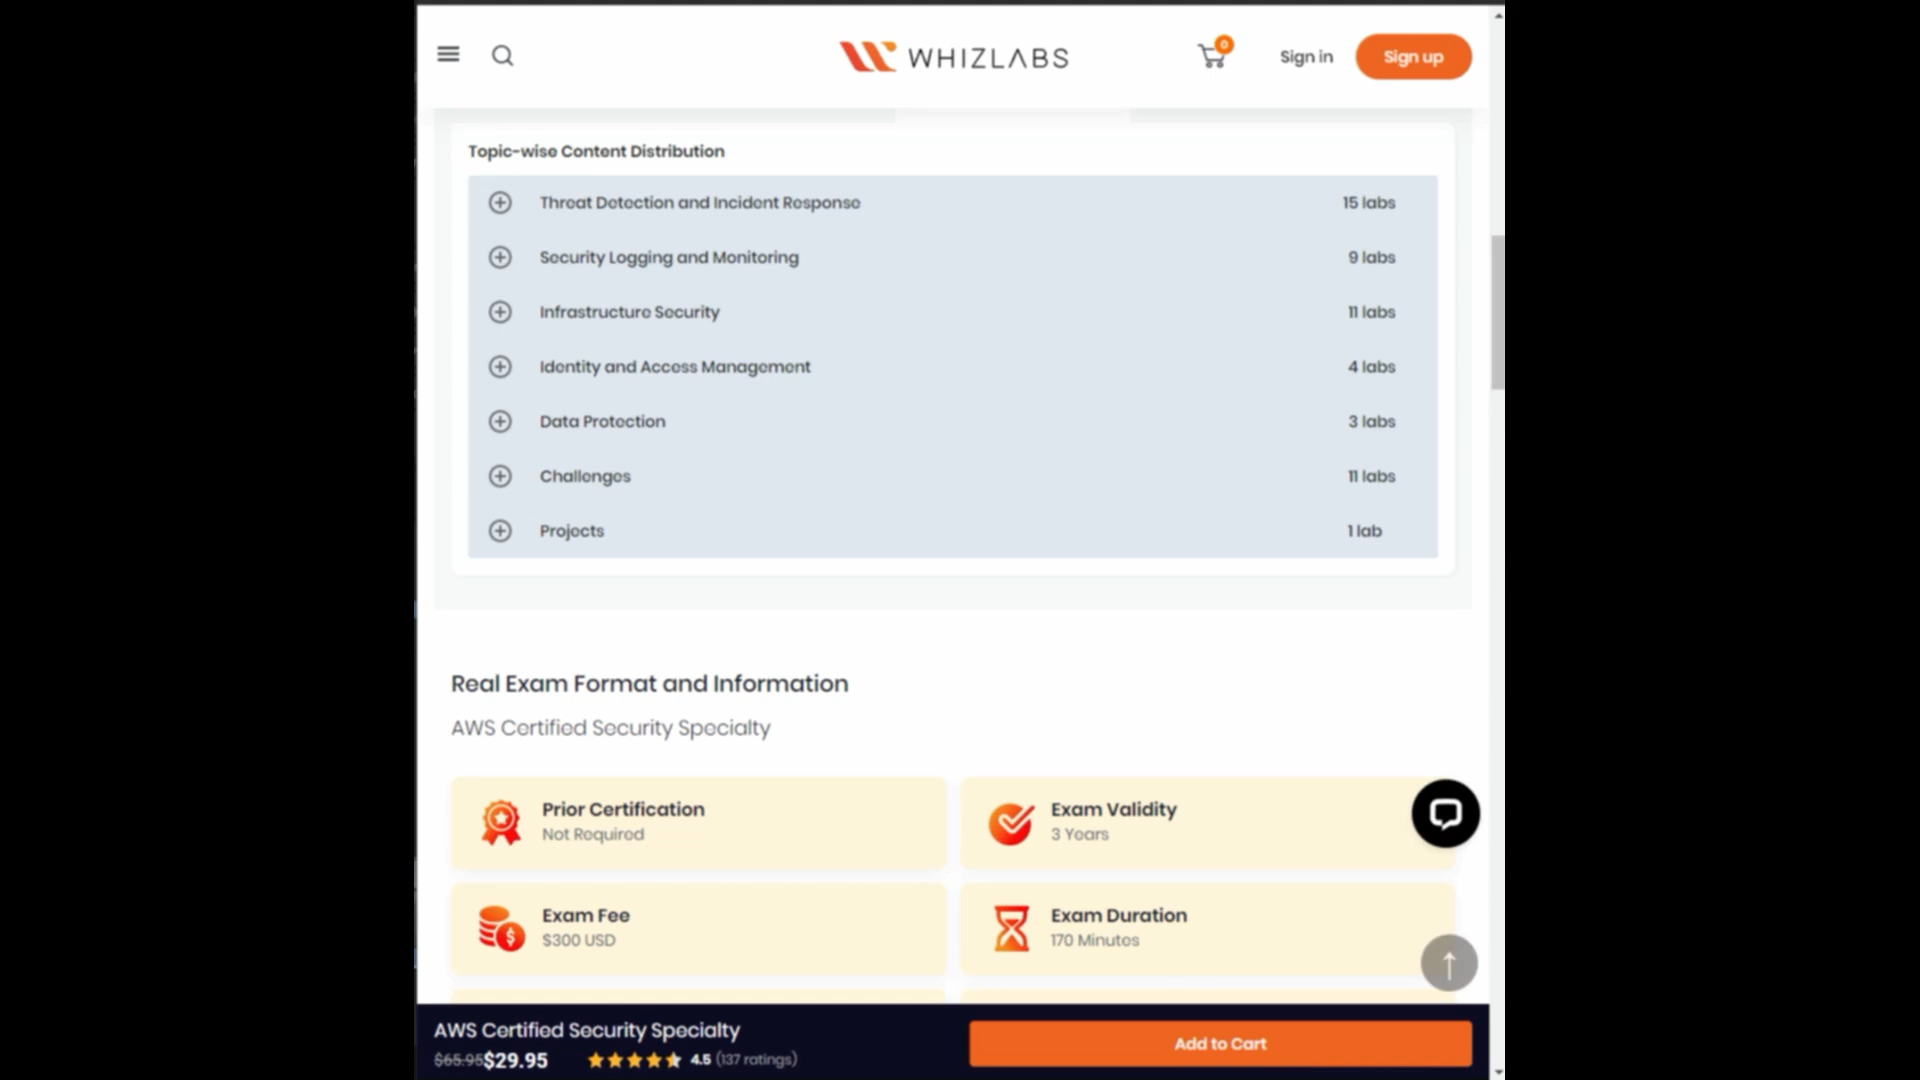 WHIZLABS
0
Sign in
Sign up
Topic-wise Content Distribution
Threat Detection and Incident Response 15 labs
Security Logging and Monitoring 9 labs
Infrastructure Security 11 labs
Identity and Access Management 4 labs
Data Protection 3 labs
Challenges 11 labs
Projects 1 lab
Real Exam Format and Information
AWS Certified Security Specialty
Prior Certification
Not Required
Exam Validity
3 Years
Exam Fee
$300 USD
Exam Duration
170 Minutes
AWS Certified Security Specialty
$65.95 $29.95 4.5 (137 ratings)
Add to Cart